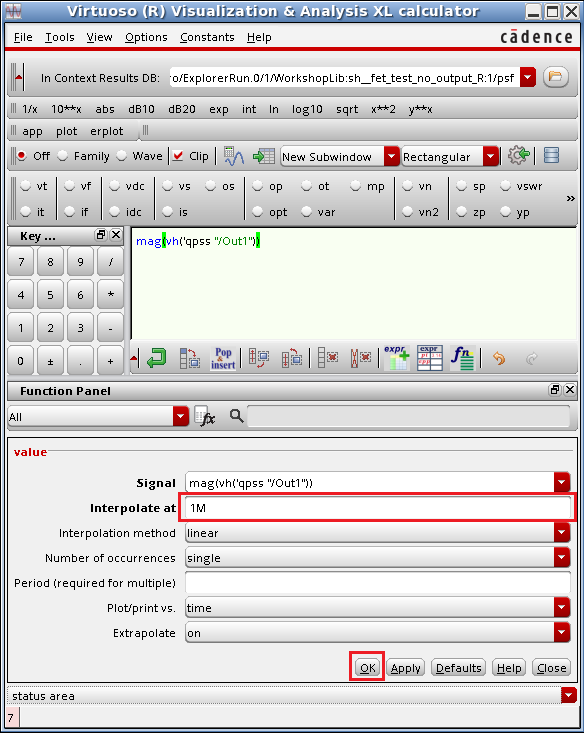 Virtuoso (R) Visualization & Analysis XL calculator
File Tools View Options Constants Help cādence
In Context Results DB: ro/ExplorerRun.0/1/WorkshopLib:sh__fet_test_no_output_R:1/psf
1/x 10**x abs dB10 dB20 exp int ln log10 sqrt x**2 y**x
app plot erplot
Off Family Wave Clip New Subwindow Rectangular
vt vf vdc vs os op ot mp vn sp vswr
it if idc is opt var vn2 zp yp »
Key ...
mag(vh('qpss "/Out1"))
7 8 9 /
4 5 6 *
1 2 3 -
0 ± . +
Pop & insert expr expr fn
Function Panel
All fx
value
Signal mag(vh('qpss "/Out1"))
Interpolate at 1M
Interpolation method linear
Number of occurrences single
Period (required for multiple)
Plot/print vs. time
Extrapolate on
OK Apply Defaults Help Close
status area
7